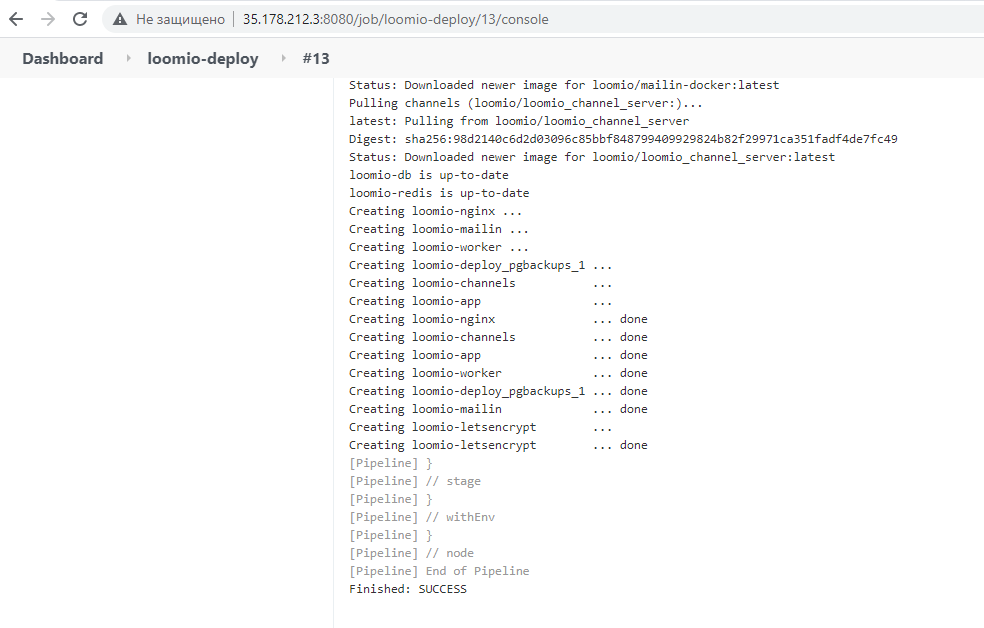 Не защищено 35.178.212.3:8080/job/loomio-deploy/13/console
Dashboard loomio-deploy #13
Status: Downloaded newer image for loomio/mailin-docker:latest
Pulling channels (loomio/loomio_channel_server:)...
latest: Pulling from loomio/loomio_channel_server
Digest: sha256:98d2140c6d2d03096c85bbf848799409929824b82f29971ca351fadf4de7fc49
Status: Downloaded newer image for loomio/loomio_channel_server:latest
loomio-db is up-to-date
loomio-redis is up-to-date
Creating loomio-nginx ...
Creating loomio-mailin ...
Creating loomio-worker ...
Creating loomio-deploy_pgbackups_1 ...
Creating loomio-channels ...
Creating loomio-app ...
Creating loomio-nginx ... done
Creating loomio-channels ... done
Creating loomio-app ... done
Creating loomio-worker ... done
Creating loomio-deploy_pgbackups_1 ... done
Creating loomio-mailin ... done
Creating loomio-letsencrypt ...
Creating loomio-letsencrypt ... done
[Pipeline] }
[Pipeline] // stage
[Pipeline] }
[Pipeline] // withEnv
[Pipeline] }
[Pipeline] // node
[Pipeline] End of Pipeline
Finished: SUCCESS